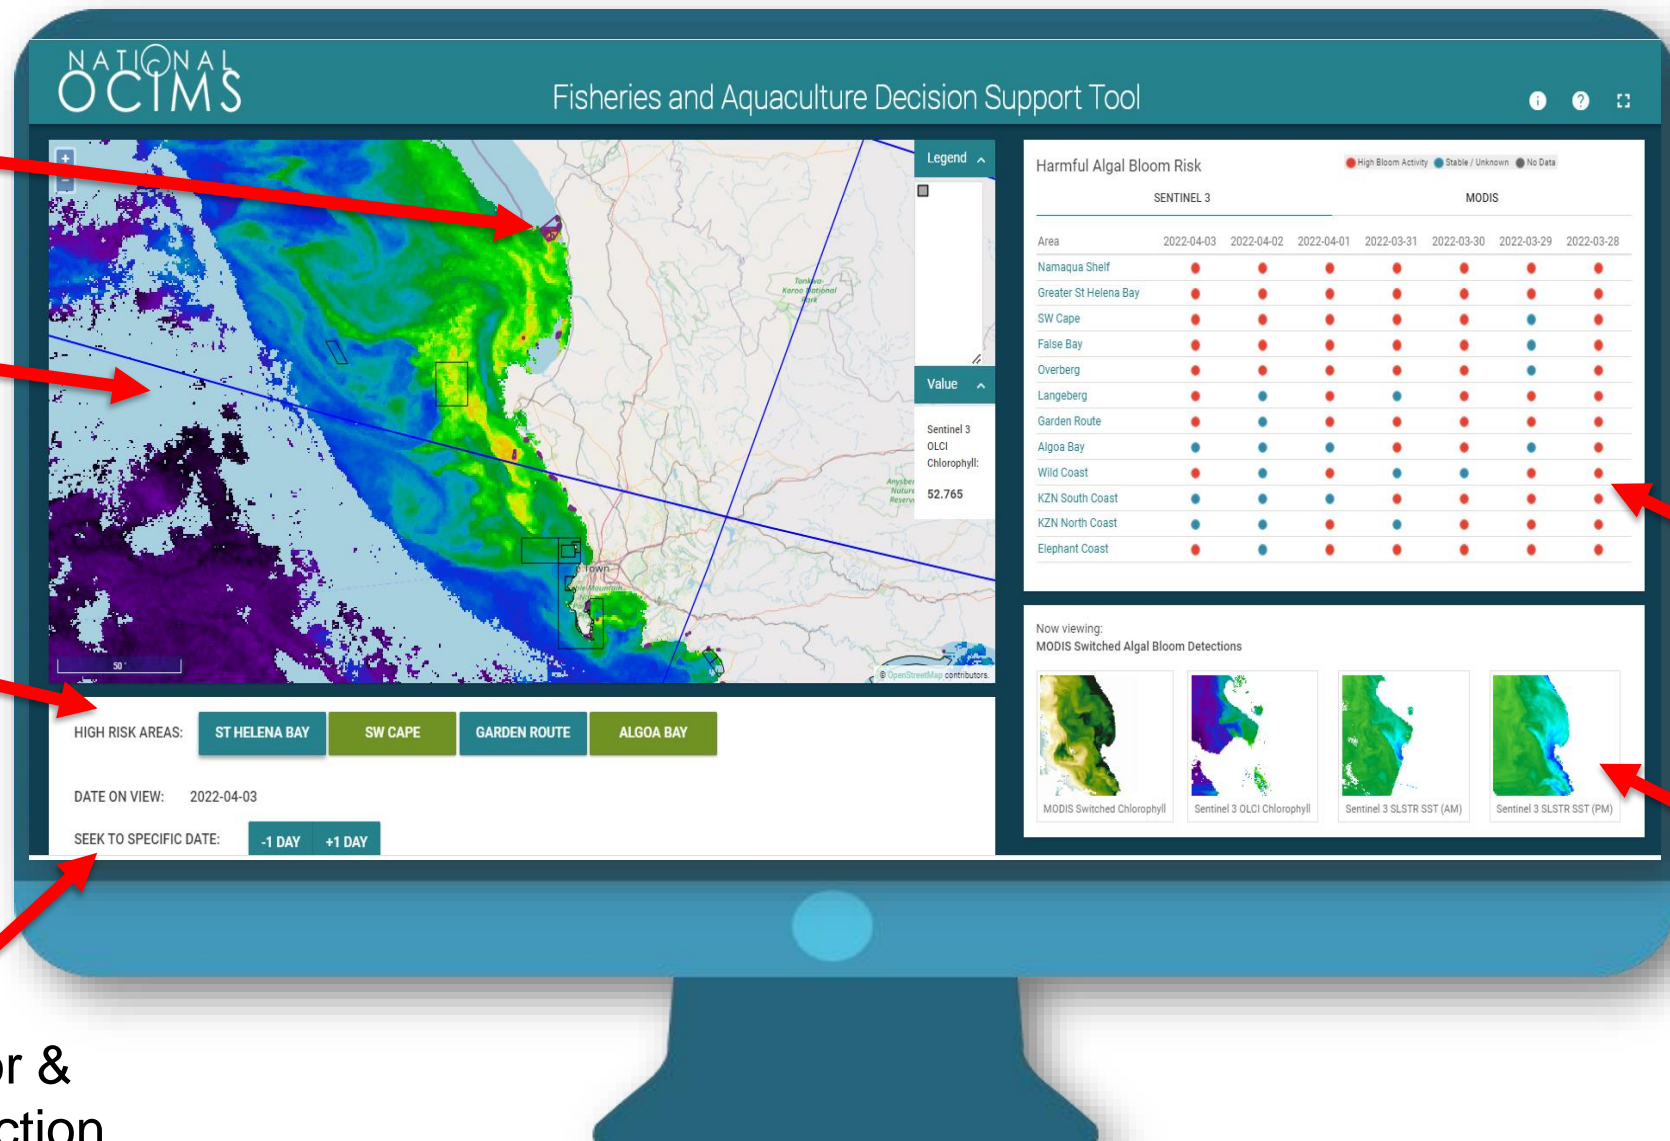 NATIONAL
OCIMS
Fisheries and Aquaculture Decision Support Tool
i ?
+
−
Tankwa-
Karoo National
Park
Town
50
© OpenStreetMap contributors.
Legend
Value
Sentinel 3
OLCI
Chlorophyll:
52.765
HIGH RISK AREAS: ST HELENA BAY SW CAPE GARDEN ROUTE ALGOA BAY
DATE ON VIEW: 2022-04-03
SEEK TO SPECIFIC DATE: -1 DAY +1 DAY
Harmful Algal Bloom Risk
High Bloom Activity Stable / Unknown No Data
SENTINEL 3 MODIS
Area 2022-04-03 2022-04-02 2022-04-01 2022-03-31 2022-03-30 2022-03-29 2022-03-28
Namaqua Shelf
Greater St Helena Bay
SW Cape
False Bay
Overberg
Langeberg
Garden Route
Algoa Bay
Wild Coast
KZN South Coast
KZN North Coast
Elephant Coast
Now viewing:
MODIS Switched Algal Bloom Detections
MODIS Switched Chlorophyll Sentinel 3 OLCI Chlorophyll Sentinel 3 SLSTR SST (AM) Sentinel 3 SLSTR SST (PM)
or &
ction